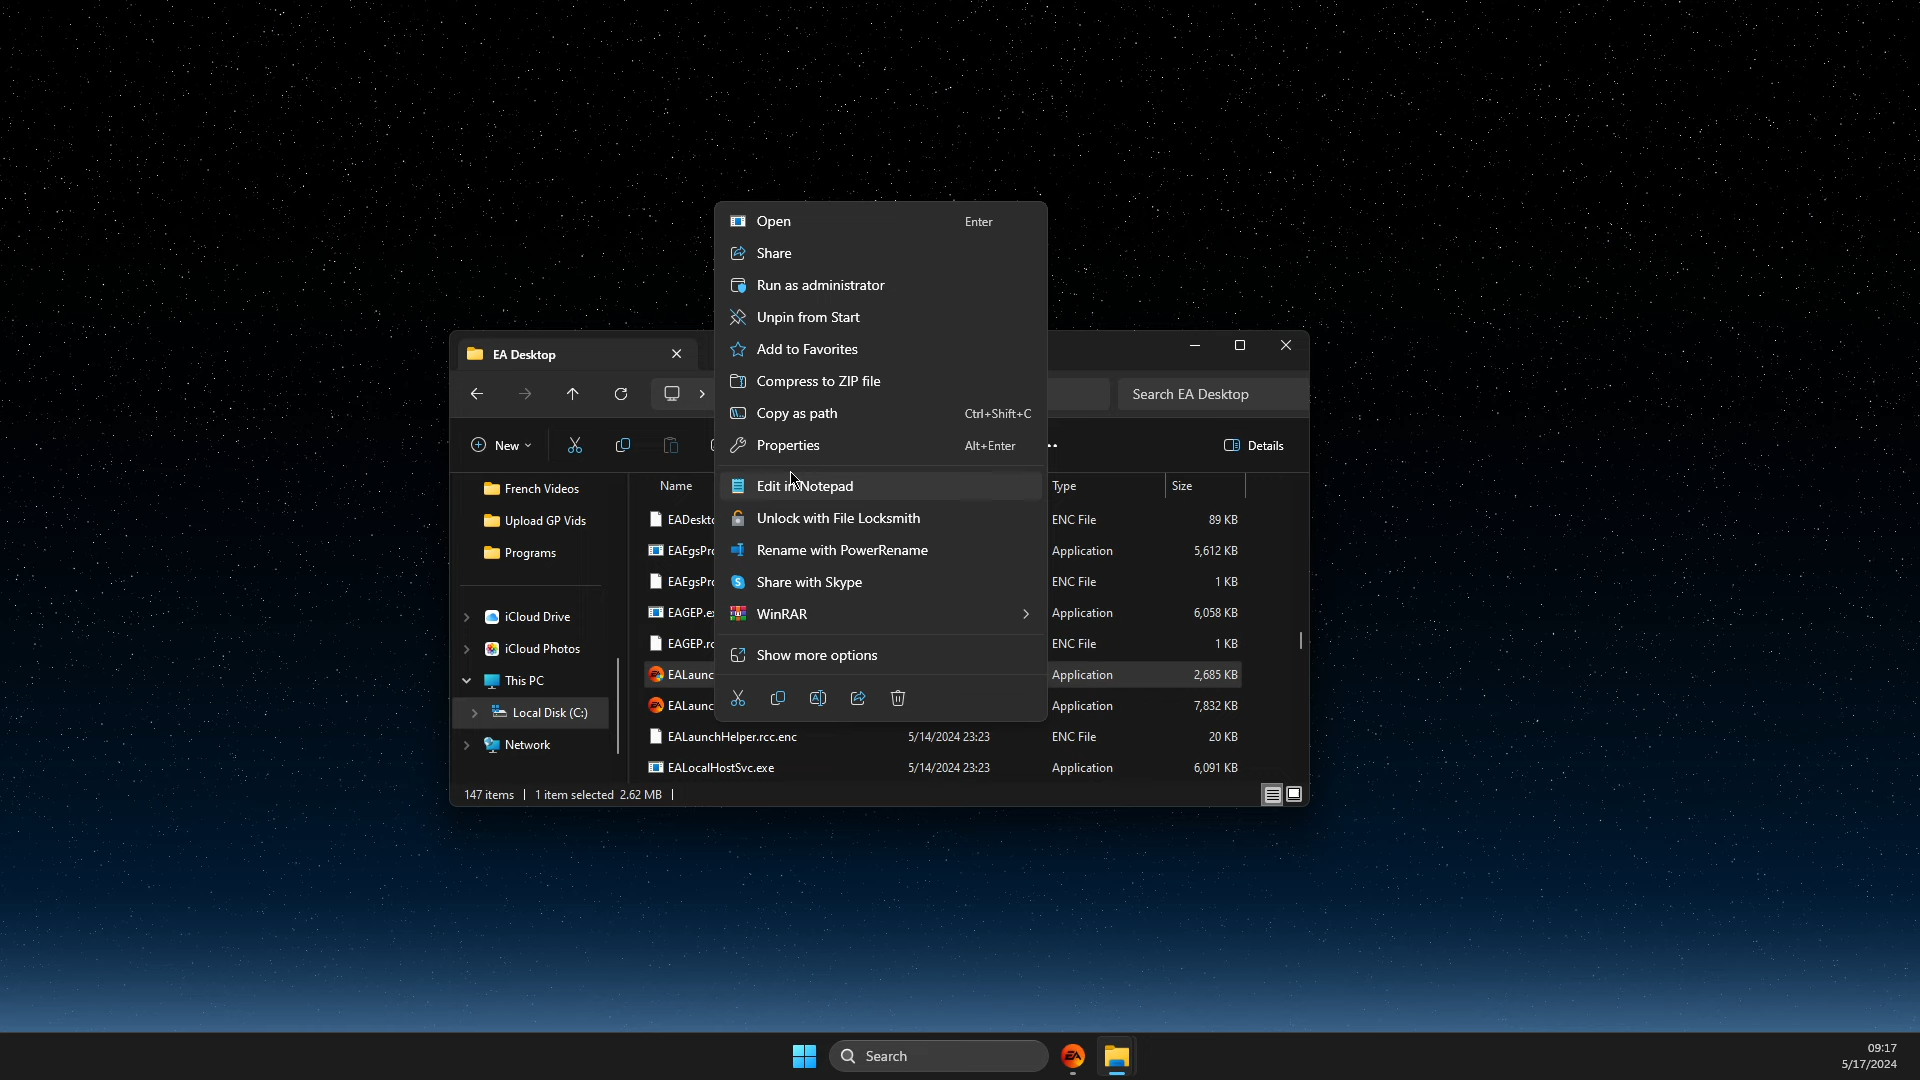 Open Enter
Share
Run as administrator
Unpin from Start
Add to Favorites
Compress to ZIP file
Copy as path Ctrl+Shift+C
Properties Alt+Enter
Edit in Notepad
Unlock with File Locksmith
Rename with PowerRename
Share with Skype
WinRAR
Show more options
EA Desktop
Search EA Desktop
New
Details
French Videos
Upload GP Vids
Programs
iCloud Drive
iCloud Photos
This PC
Local Disk (C:)
Network
Name Type Size
EADeskto ENC File 89 KB
EAEgsPro Application 5,612 KB
EAEgsPro ENC File 1 KB
EAGEP.ex Application 6,058 KB
EAGEP.rc ENC File 1 KB
EALaunc Application 2,685 KB
EALaunc Application 7,832 KB
EALaunchHelper.rcc.enc 5/14/2024 23:23 ENC File 20 KB
EALocalHostSvc.exe 5/14/2024 23:23 Application 6,091 KB
147 items 1 item selected 2.62 MB
Search
EA
09:17
5/17/2024